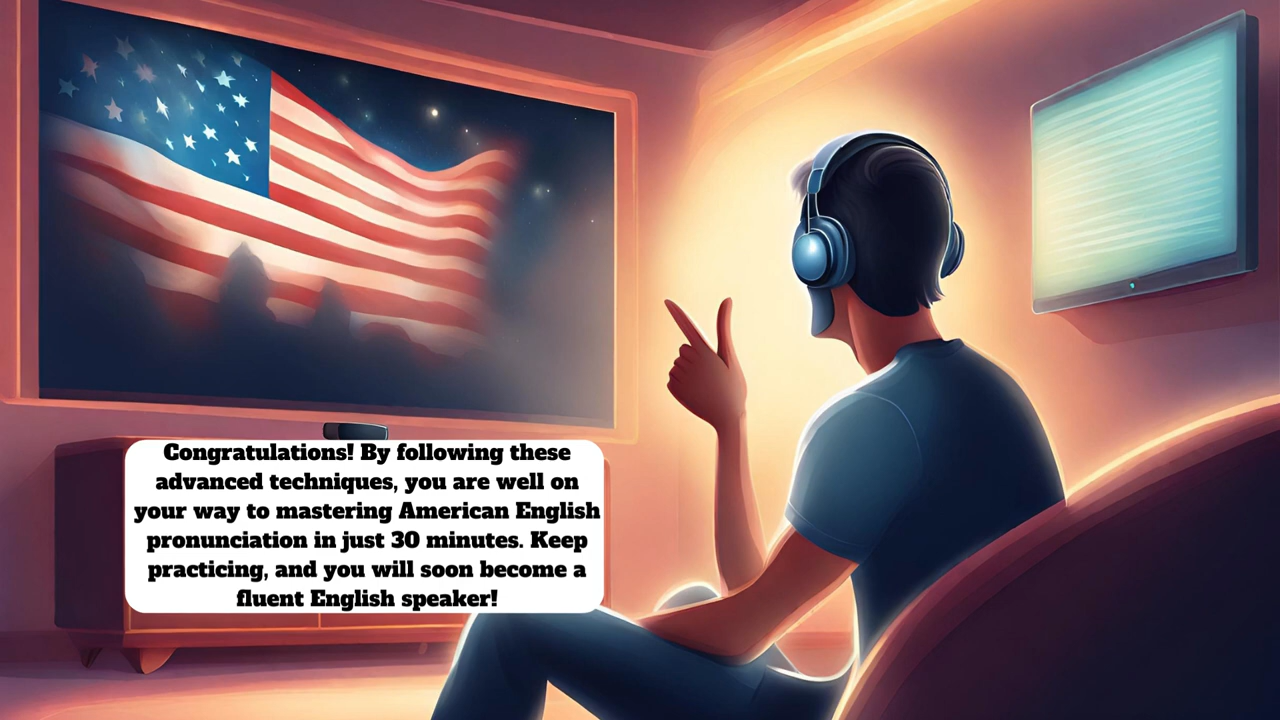 Congratulations! By following these
advanced techniques, you are well on
your way to mastering American English
pronunciation in just 30 minutes. Keep
practicing, and you will soon become a
fluent English speaker!